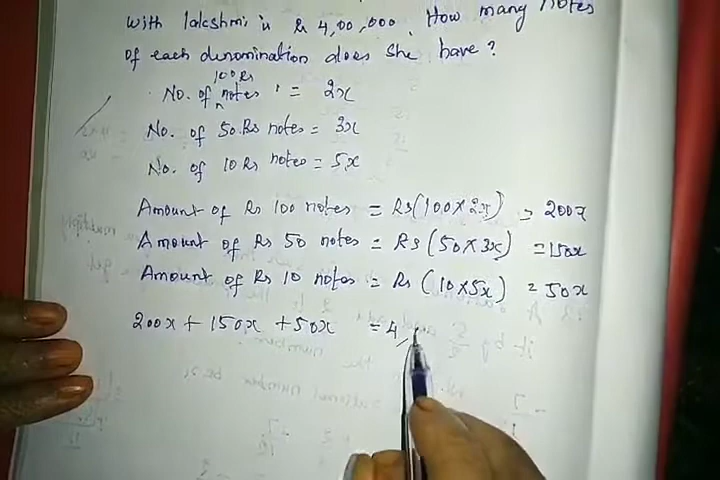 with lakshmi is Rs 4,00,000. How many notes
of each denomination does she have?
100Rs
No. of notes = 2x
No. of 50 Rs notes = 3x
No. of 10 Rs notes = 5x
Amount of Rs 100 notes = Rs(100×2x) = 200x
Amount of Rs 50 notes = Rs(50×3x) = 150x
Amount of Rs 10 notes = Rs(10×5x) = 50x
200x + 150x + 50x = 4,